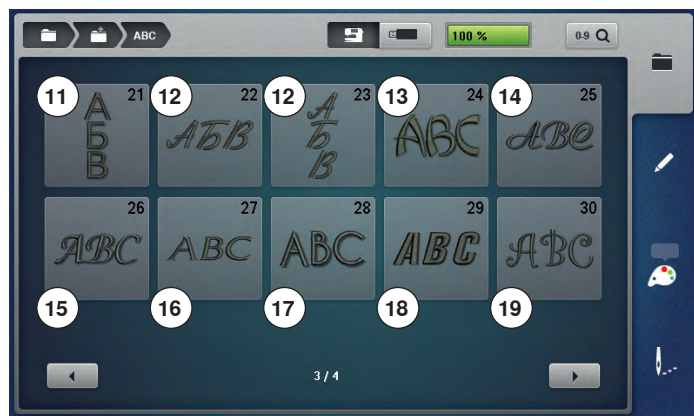 ABC 100 % 0-9
11 21 12 22 12 23 13 24 14 25
А
Б
В
АБВ
А
Б
В
ABC
ABC
26 27 28 29 30
ABC ABC ABC ABC ABC
15 16 17 18 19
3 / 4